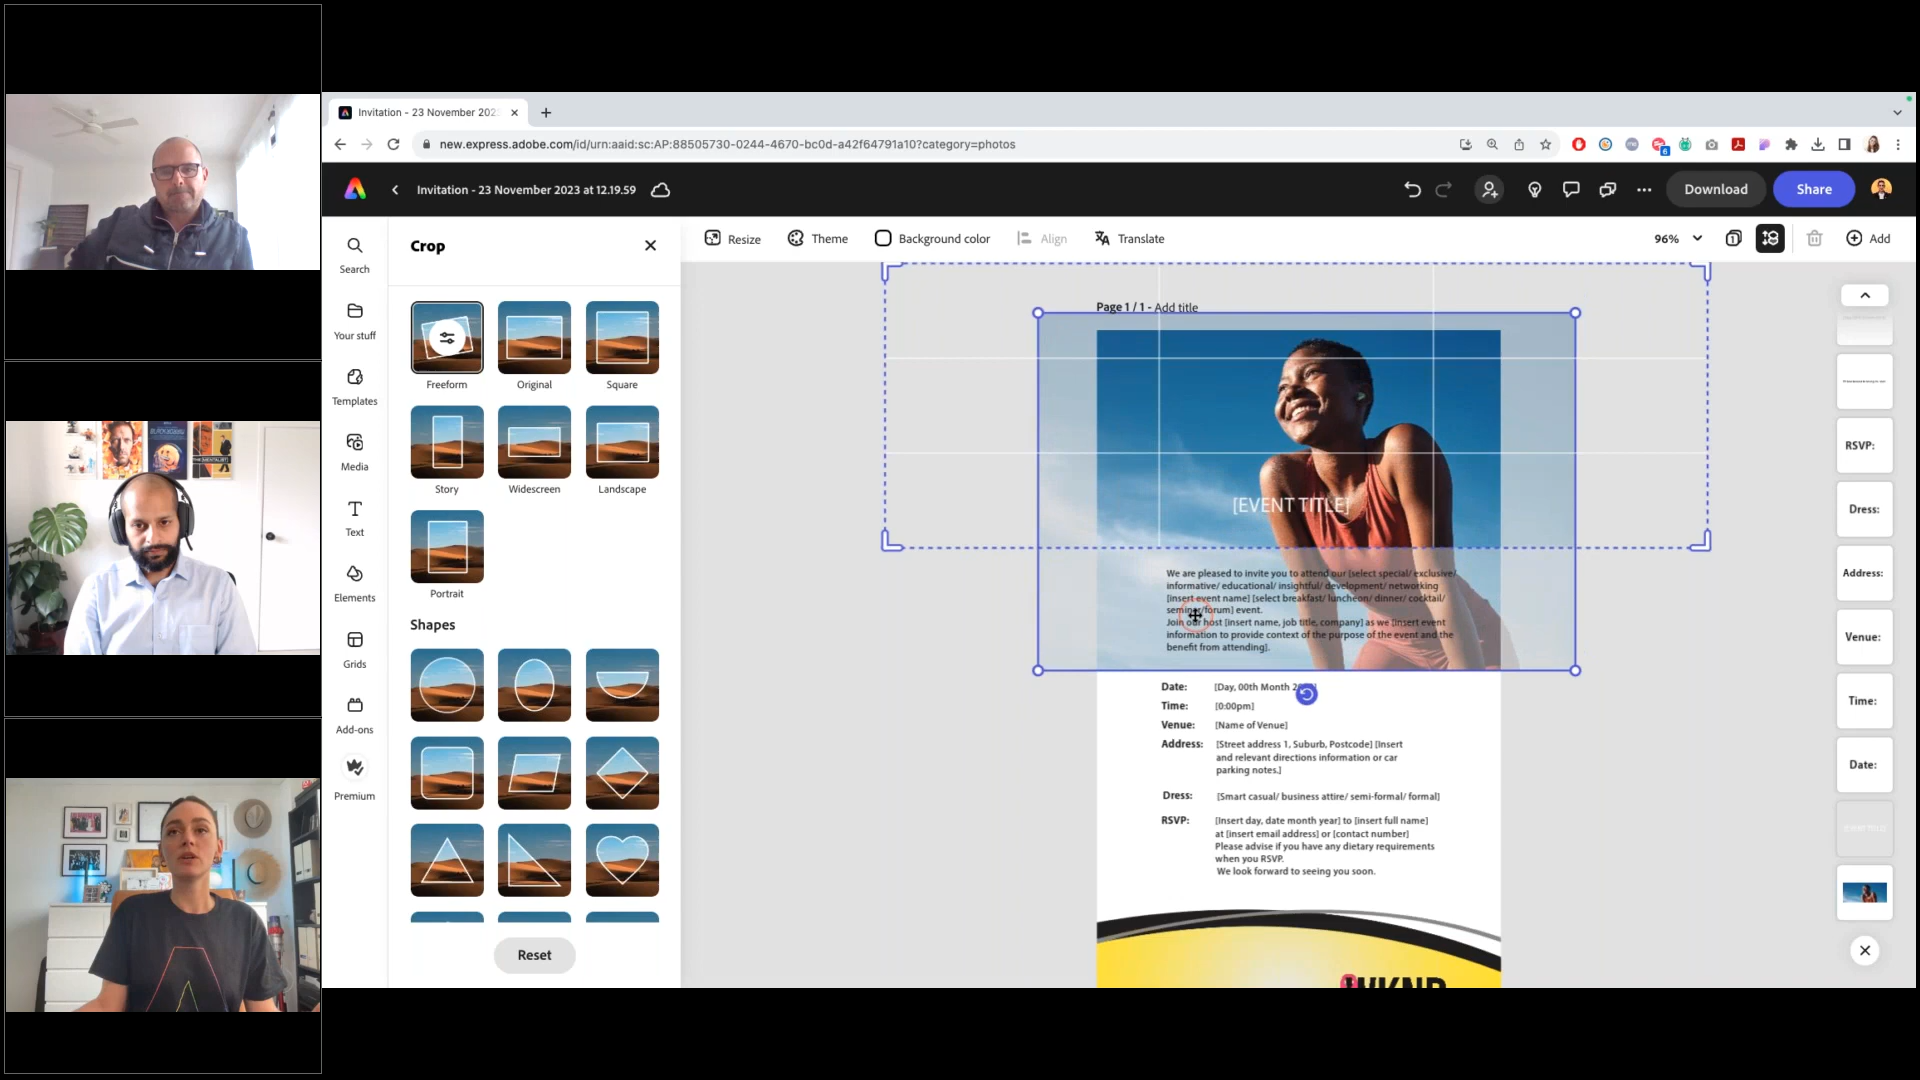 Invitation - 23 November 202
new.express.adobe.com/id/urn:aaid:sc:AP:88505730-0244-4670-bc0d-a42f64791a10?category=photos
6
Invitation - 23 November 2023 at 12.19.59
Download
Share
Search
Your stuff
Templates
Media
Text
Elements
Grids
Add-ons
Premium
Crop
Freeform
Original
Square
Story
Widescreen
Landscape
Portrait
Shapes
Reset
Resize
Theme
Background color
Align
Translate
96%
1
Add
Page 1 / 1 - Add title
[EVENT TITLE]
We are pleased to invite you to attend our [select special/ exclusive/
informative/ educational/ insightful/ development/ networking
[insert event name] [select breakfast/ luncheon/ dinner/ cocktail/
seminar/forum] event.
Join our host [insert name, job title, company] as we [insert event
information to provide context of the purpose of the event and the
benefit from attending].
Date: [Day, 00th Month
Time: [0:00pm]
Venue: [Name of Venue]
Address: [Street address 1, Suburb, Postcode] [Insert
and relevant directions information or car
parking notes.]
Dress: [Smart casual/ business attire/ semi-formal/ formal]
RSVP: [Insert day, date month year] to [insert full name]
at [insert email address] or [contact number]
Please advise if you have any dietary requirements
when you RSVP.
We look forward to seeing you soon.
WKND
RSVP:
Dress:
Address:
Venue:
Time:
Date:
[EVENT TITLE]